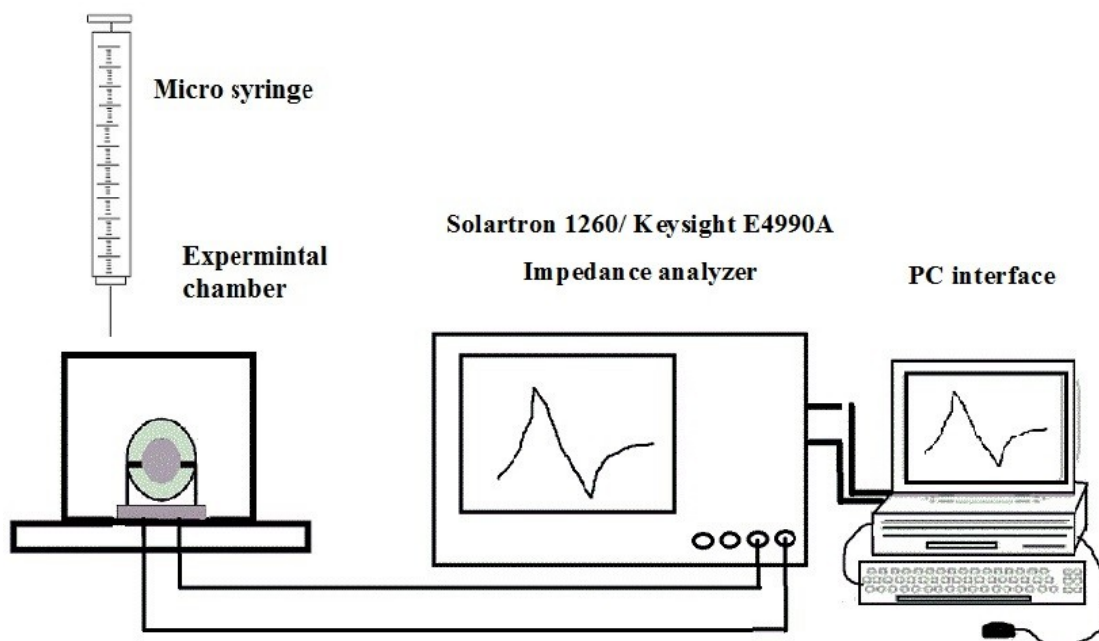 Micro syringe
Expermintal
chamber
Solartron 1260/ Keysight E4990A
Impedance analyzer
PC interface